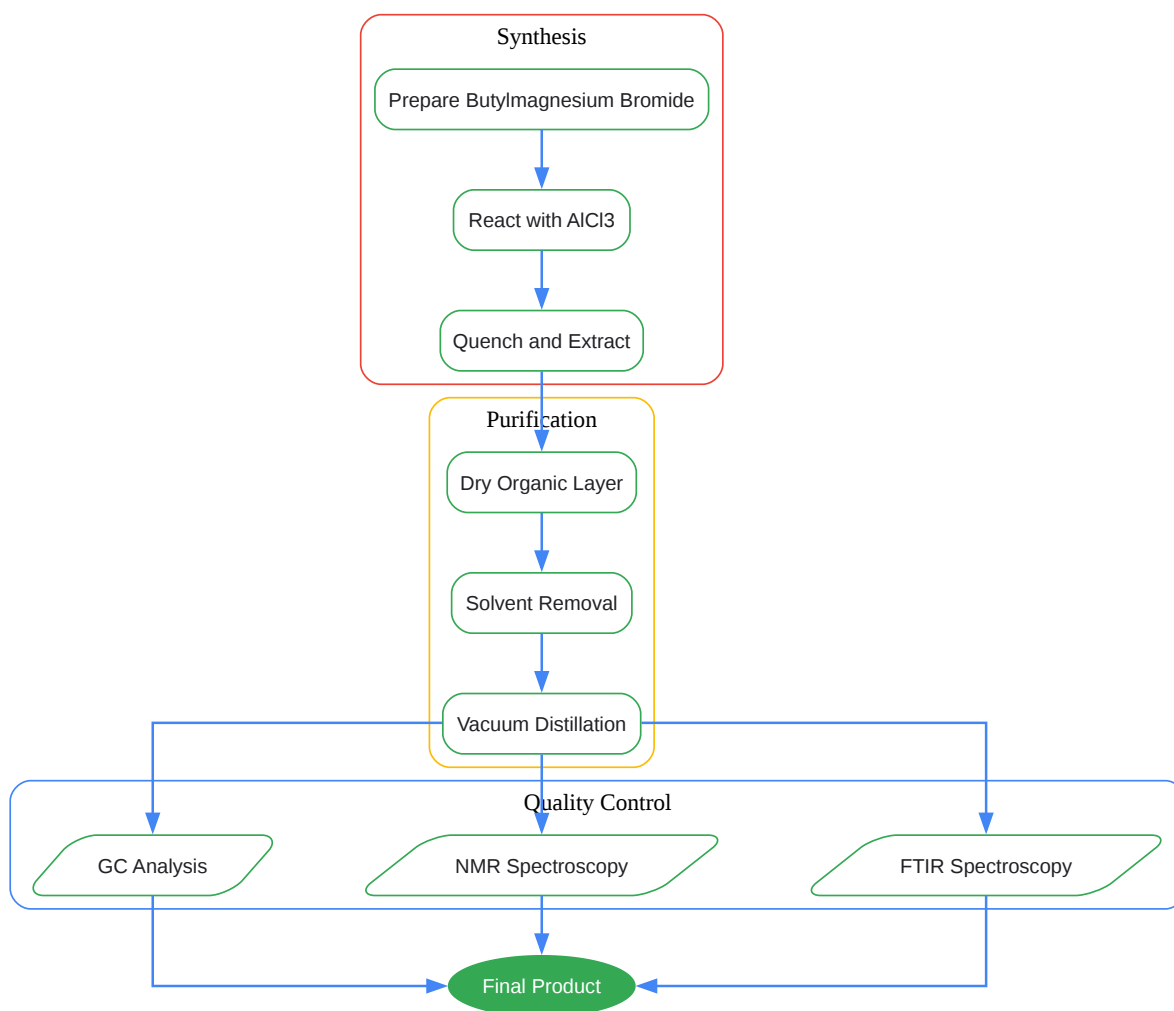 Synthesis
Prepare Butylmagnesium Bromide
React with AlCl3
Quench and Extract
Purification
Dry Organic Layer
Solvent Removal
Vacuum Distillation
Quality Control
GC Analysis
NMR Spectroscopy
FTIR Spectroscopy
Final Product